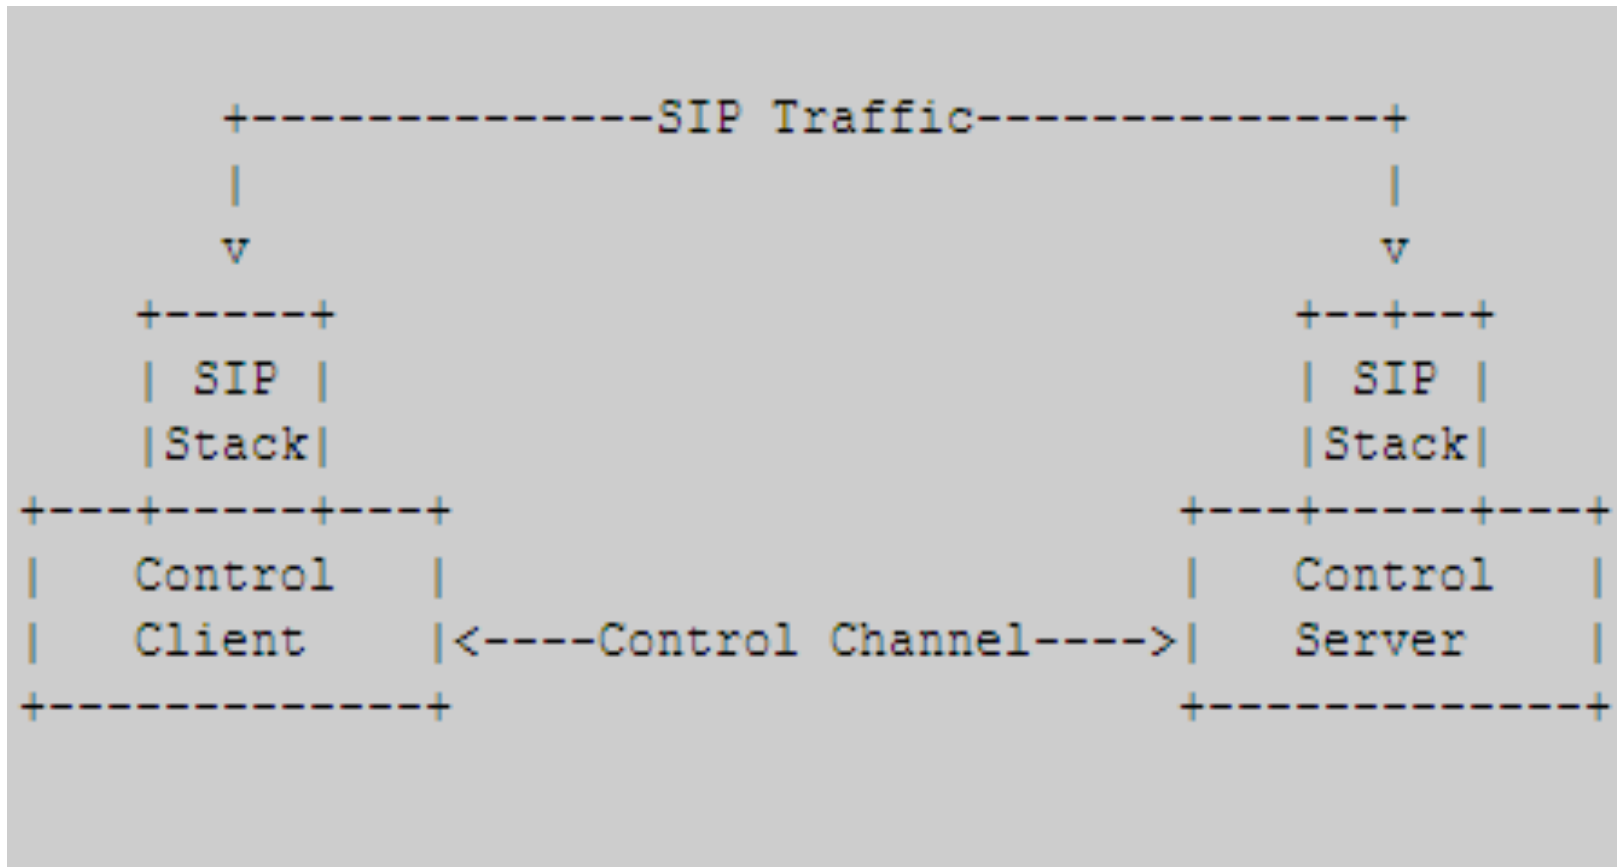 +--------------SIP Traffic--------------+
|                                       |
v                                       v
+-----+                                 +--+--+
| SIP |                                 | SIP |
|Stack|                                 |Stack|
+---+-----+---+                         +---+-----+---+
|   Control   |                         |   Control   |
|   Client    |<----Control Channel---->|   Server    |
+-------------+                         +-------------+